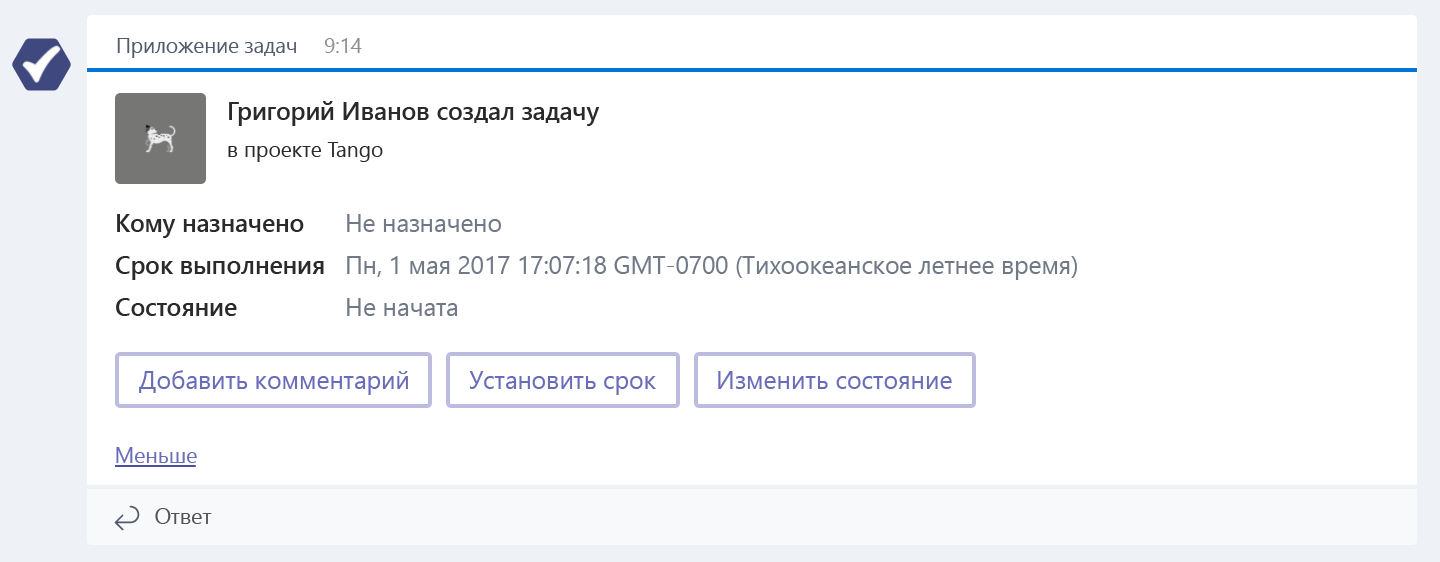 Приложение задач 9:14
Григорий Иванов создал задачу
в проекте Tango
Кому назначено Не назначено
Срок выполнения Пн, 1 мая 2017 17:07:18 GMT-0700 (Тихоокеанское летнее время)
Состояние Не начата
Добавить комментарий Установить срок Изменить состояние
Меньше
Ответ